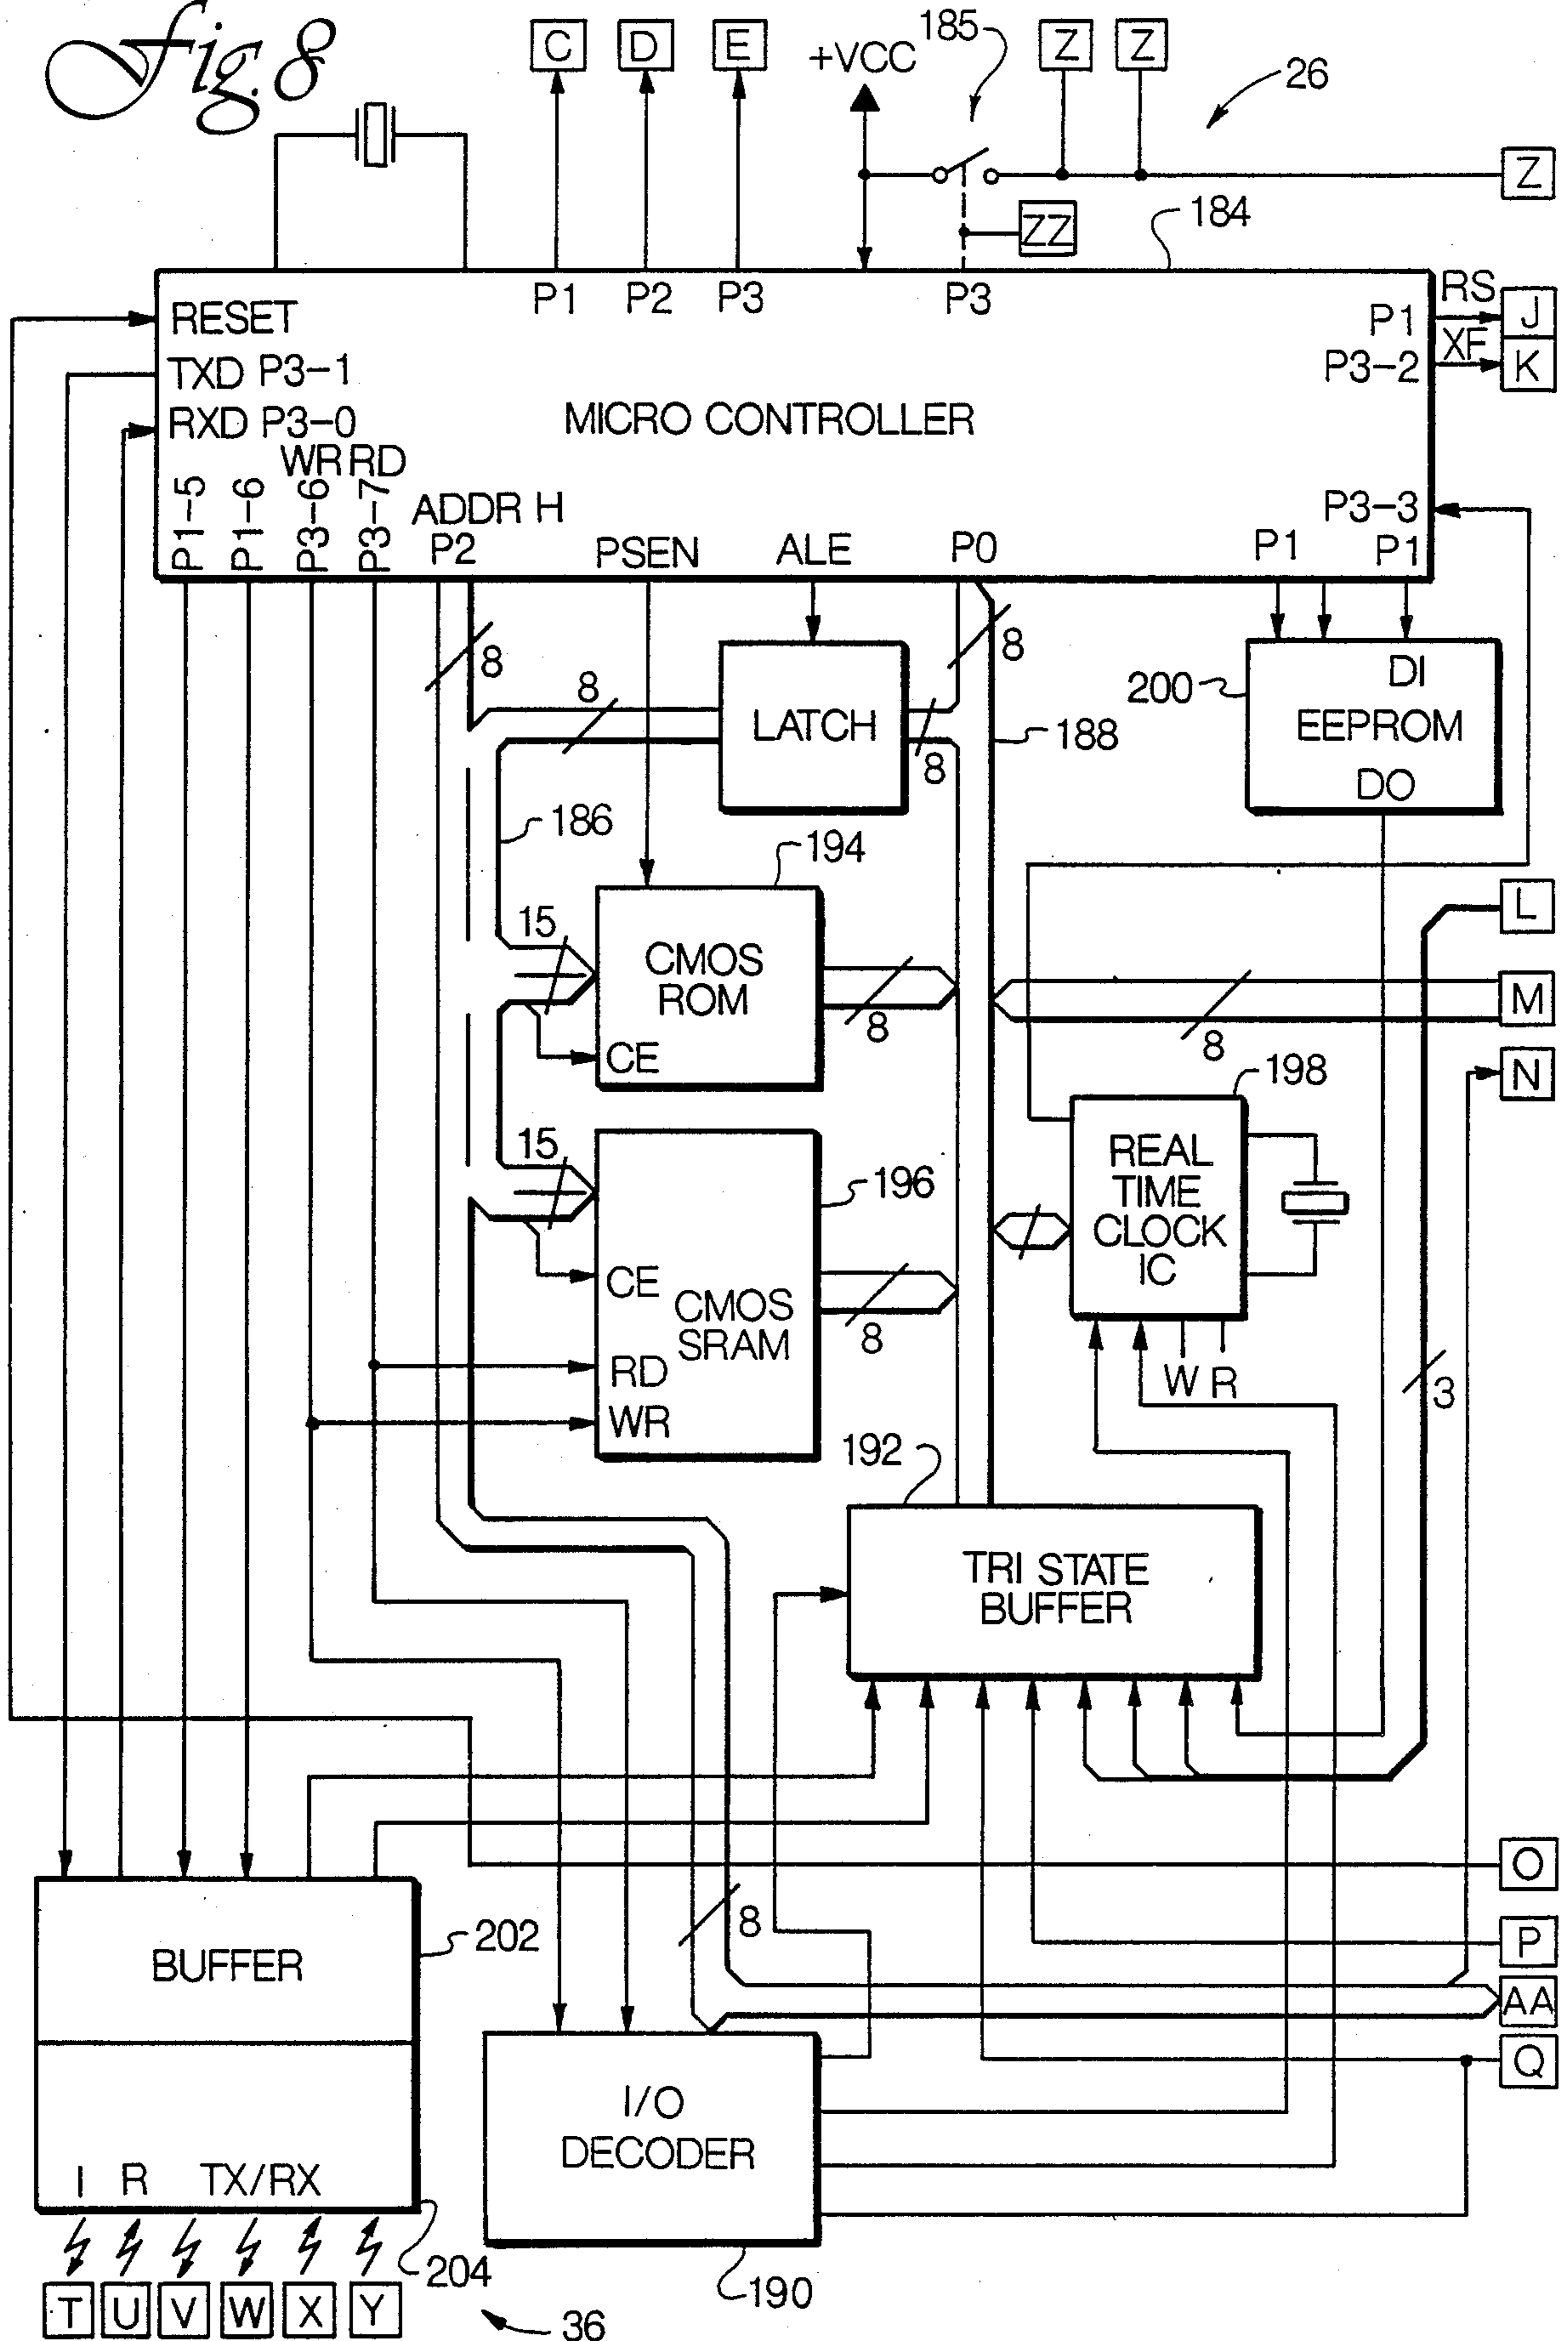 Fig. 8
C D E +VCC 185 Z Z
26
Z
ZZ
184
P1 P2 P3 P3
RS
RESET P1 J
XF
TXD P3-1 P3-2 K
RXD P3-0 MICRO CONTROLLER
WR RD
P1-5 P1-6 P3-6 P3-7
ADDR H P3-3
P2 PSEN ALE P0 P1 P1
8 8
8 DI
200
LATCH EEPROM
188
8
DO
186
194
L
15
CMOS
ROM
M
8 8
CE
198 N
15
REAL
TIME
CLOCK
IC
196
CE
CMOS
SRAM
8
RD
W R
3
WR
192
TRI STATE
BUFFER
O
8
202
P
BUFFER
AA
Q
I/O
DECODER
I R TX/RX
204
190
T U V W X Y
36